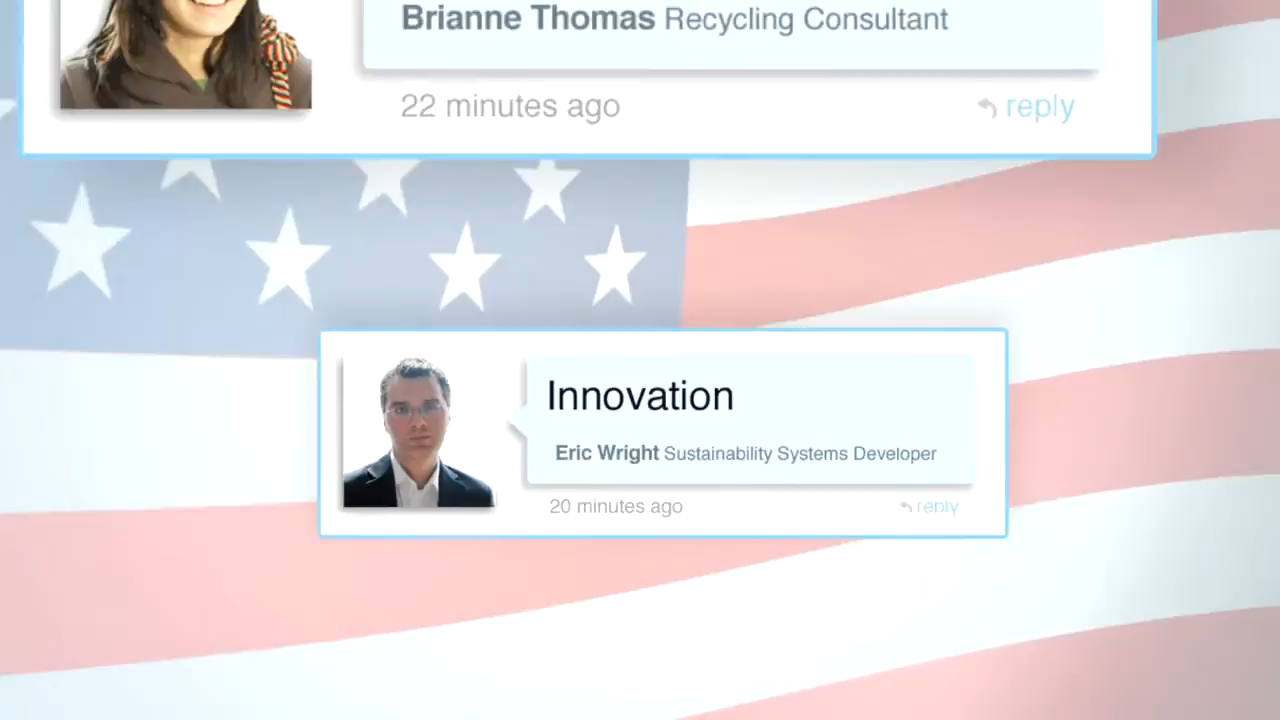 Brianne Thomas Recycling Consultant
22 minutes ago
reply
Innovation
Eric Wright Sustainability Systems Developer
20 minutes ago
reply